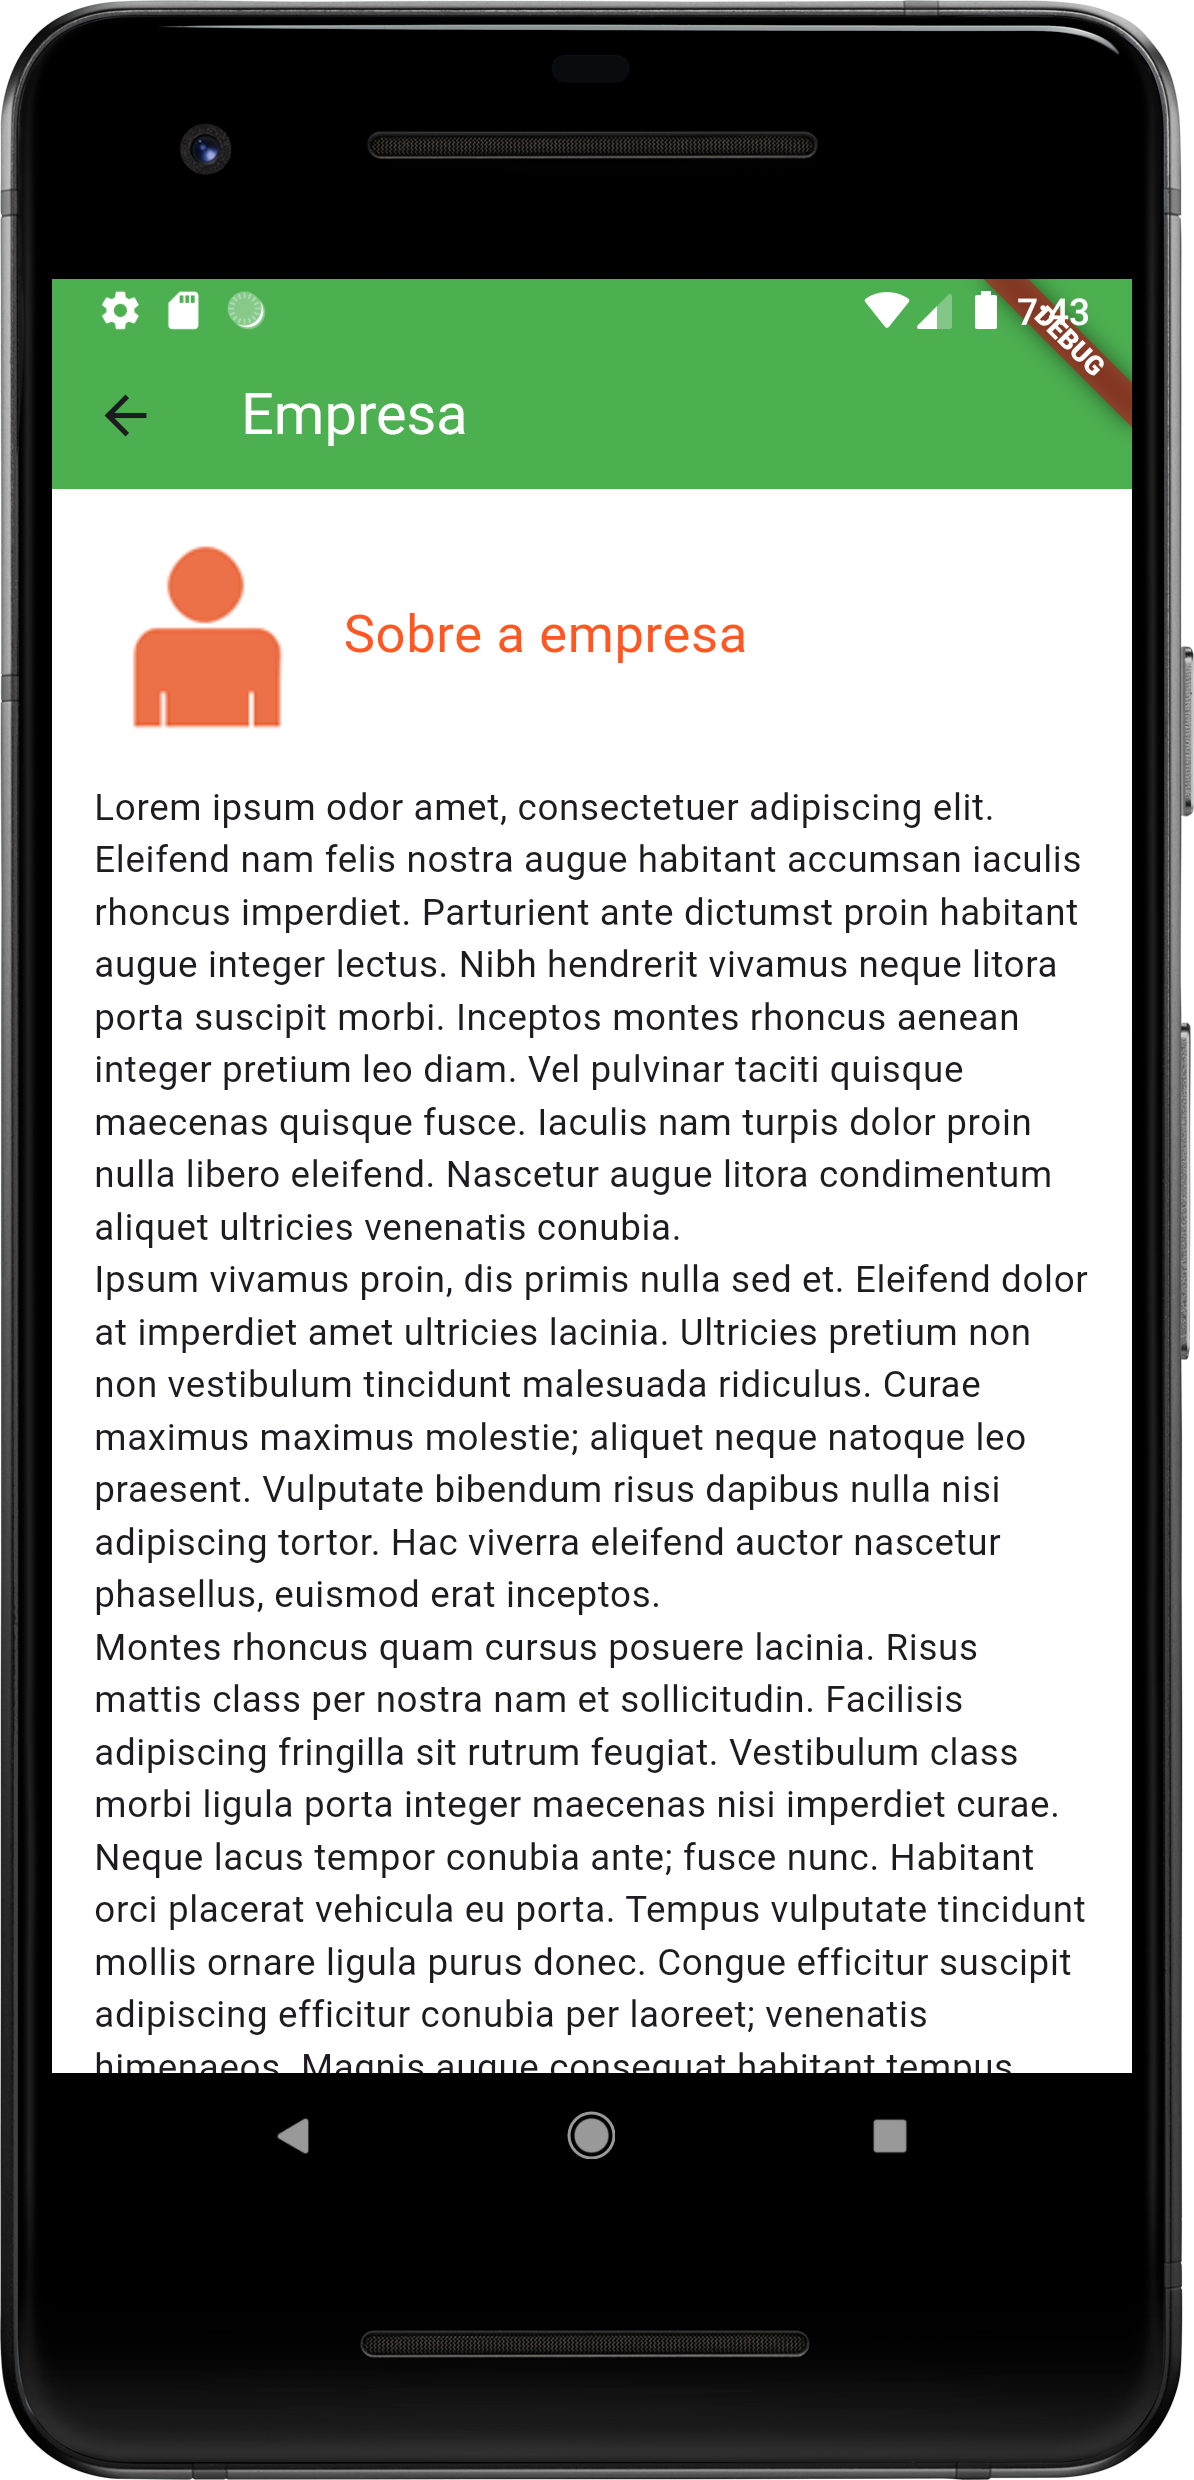 7:43
DEBUG
Empresa
Sobre a empresa
Lorem ipsum odor amet, consectetuer adipiscing elit.
Eleifend nam felis nostra augue habitant accumsan iaculis
rhoncus imperdiet. Parturient ante dictumst proin habitant
augue integer lectus. Nibh hendrerit vivamus neque litora
porta suscipit morbi. Inceptos montes rhoncus aenean
integer pretium leo diam. Vel pulvinar taciti quisque
maecenas quisque fusce. Iaculis nam turpis dolor proin
nulla libero eleifend. Nascetur augue litora condimentum
aliquet ultricies venenatis conubia.
Ipsum vivamus proin, dis primis nulla sed et. Eleifend dolor
at imperdiet amet ultricies lacinia. Ultricies pretium non
non vestibulum tincidunt malesuada ridiculus. Curae
maximus maximus molestie; aliquet neque natoque leo
praesent. Vulputate bibendum risus dapibus nulla nisi
adipiscing tortor. Hac viverra eleifend auctor nascetur
phasellus, euismod erat inceptos.
Montes rhoncus quam cursus posuere lacinia. Risus
mattis class per nostra nam et sollicitudin. Facilisis
adipiscing fringilla sit rutrum feugiat. Vestibulum class
morbi ligula porta integer maecenas nisi imperdiet curae.
Neque lacus tempor conubia ante; fusce nunc. Habitant
orci placerat vehicula eu porta. Tempus vulputate tincidunt
mollis ornare ligula purus donec. Congue efficitur suscipit
adipiscing efficitur conubia per laoreet; venenatis
himenaeos. Magnis augue consequat habitant tempus